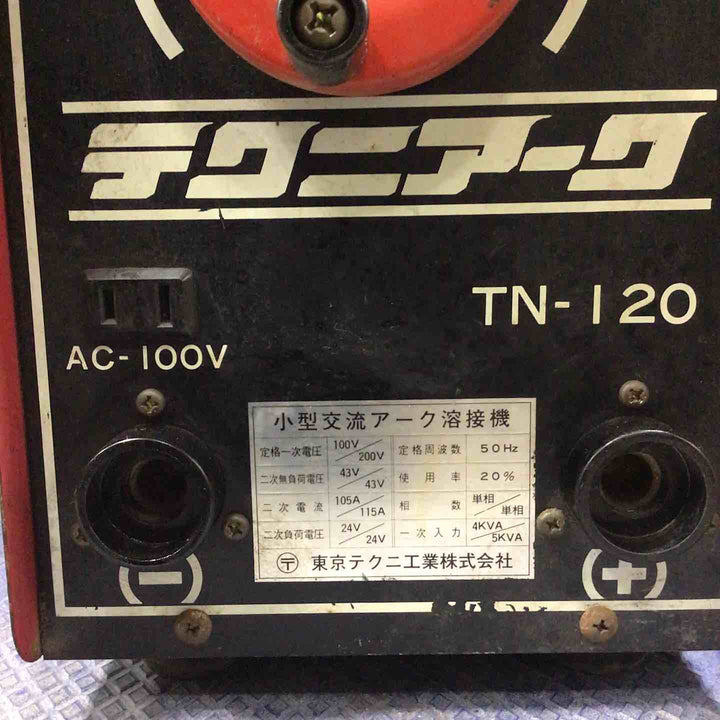 テクニアーク
TN-120
AC-100V
小型交流アーク溶接機
定格一次電圧 100V/200V 定格周波数 50Hz
二次無負荷電圧 43V/43V 使用率 20%
二次電流 105A/115A 相数 単相/単相
二次負荷電圧 24V/24V 一次入力 4KVA/5KVA
〒 東京テクニ工業株式会社
(-) (+)